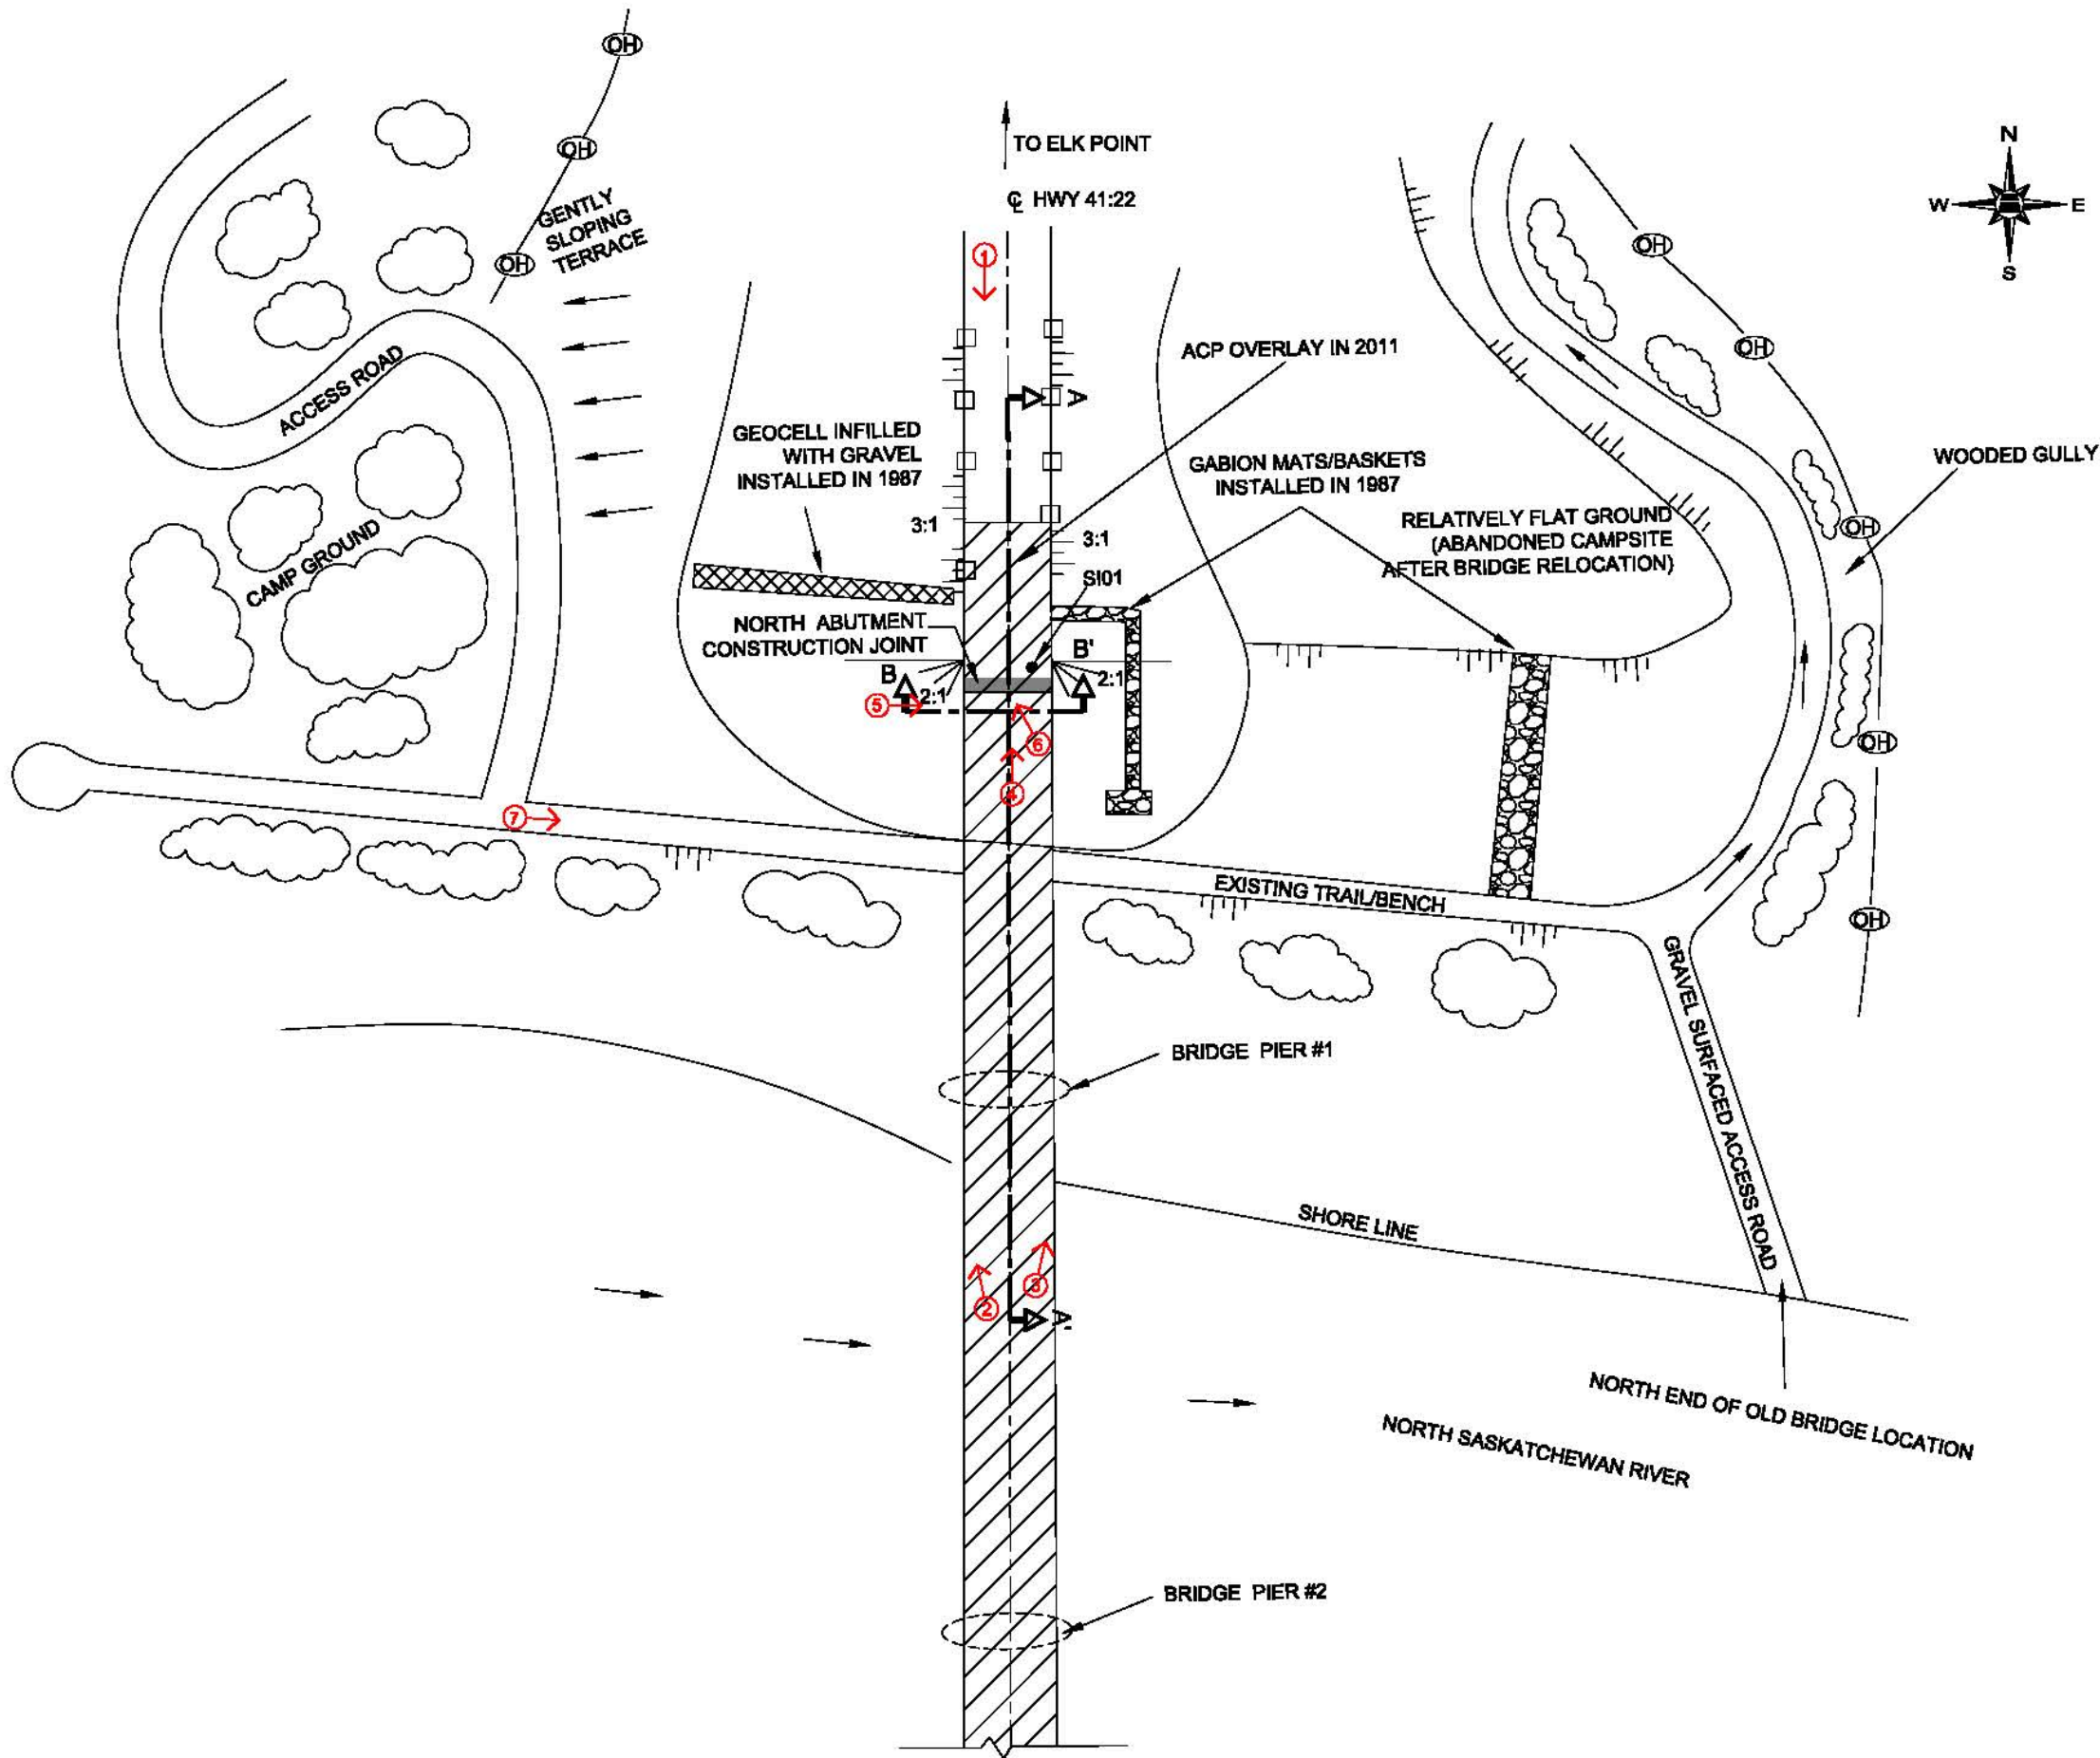 OH
OH
OH
GENTLY
SLOPING
TERRACE
TO ELK POINT
℄ HWY 41:22
N
W
E
S
1
OH
OH
ACP OVERLAY IN 2011
A
ACCESS ROAD
GEOCELL INFILLED
WITH GRAVEL
INSTALLED IN 1987
GABION MATS/BASKETS
INSTALLED IN 1987
WOODED GULLY
RELATIVELY FLAT GROUND
(ABANDONED CAMPSITE
AFTER BRIDGE RELOCATION)
OH
3:1
3:1
SI01
CAMP GROUND
NORTH ABUTMENT
CONSTRUCTION JOINT
B
B'
2:1
2:1
5
6
OH
4
7
EXISTING TRAIL/BENCH
OH
GRAVEL SURFACED ACCESS ROAD
BRIDGE PIER #1
SHORE LINE
2
3
A'
NORTH END OF OLD BRIDGE LOCATION
NORTH SASKATCHEWAN RIVER
BRIDGE PIER #2